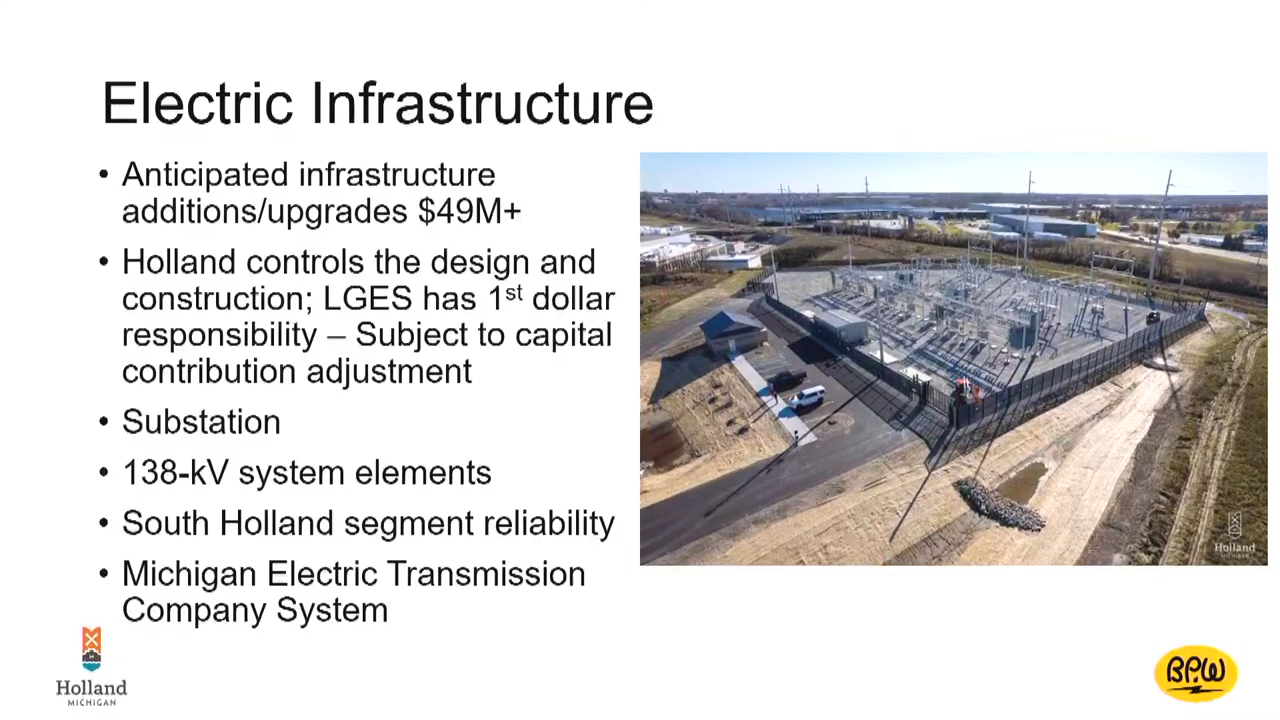 Electric Infrastructure
• Anticipated infrastructure
additions/upgrades $49M+
• Holland controls the design and
construction; LGES has 1st dollar
responsibility – Subject to capital
contribution adjustment
• Substation
• 138-kV system elements
• South Holland segment reliability
• Michigan Electric Transmission
Company System
Holland
MICHIGAN
Holland
MICHIGAN
BPW